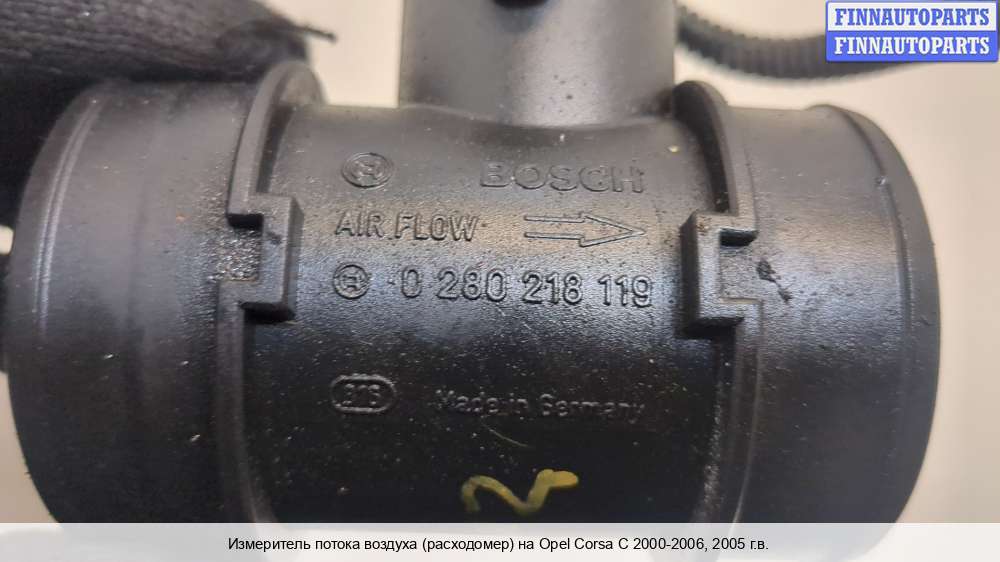 FINNAUTOPARTS
FINNAUTOPARTS
BOSCH
AIR FLOW
0 280 218 119
Made in Germany
Измеритель потока воздуха (расходомер) на Opel Corsa C 2000-2006, 2005 г.в.